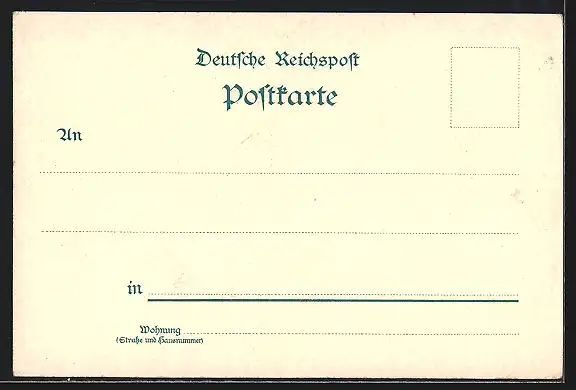 Deutsche Reichspost
Postkarte
An
in
Wohnung
(Straße und Hausnummer)